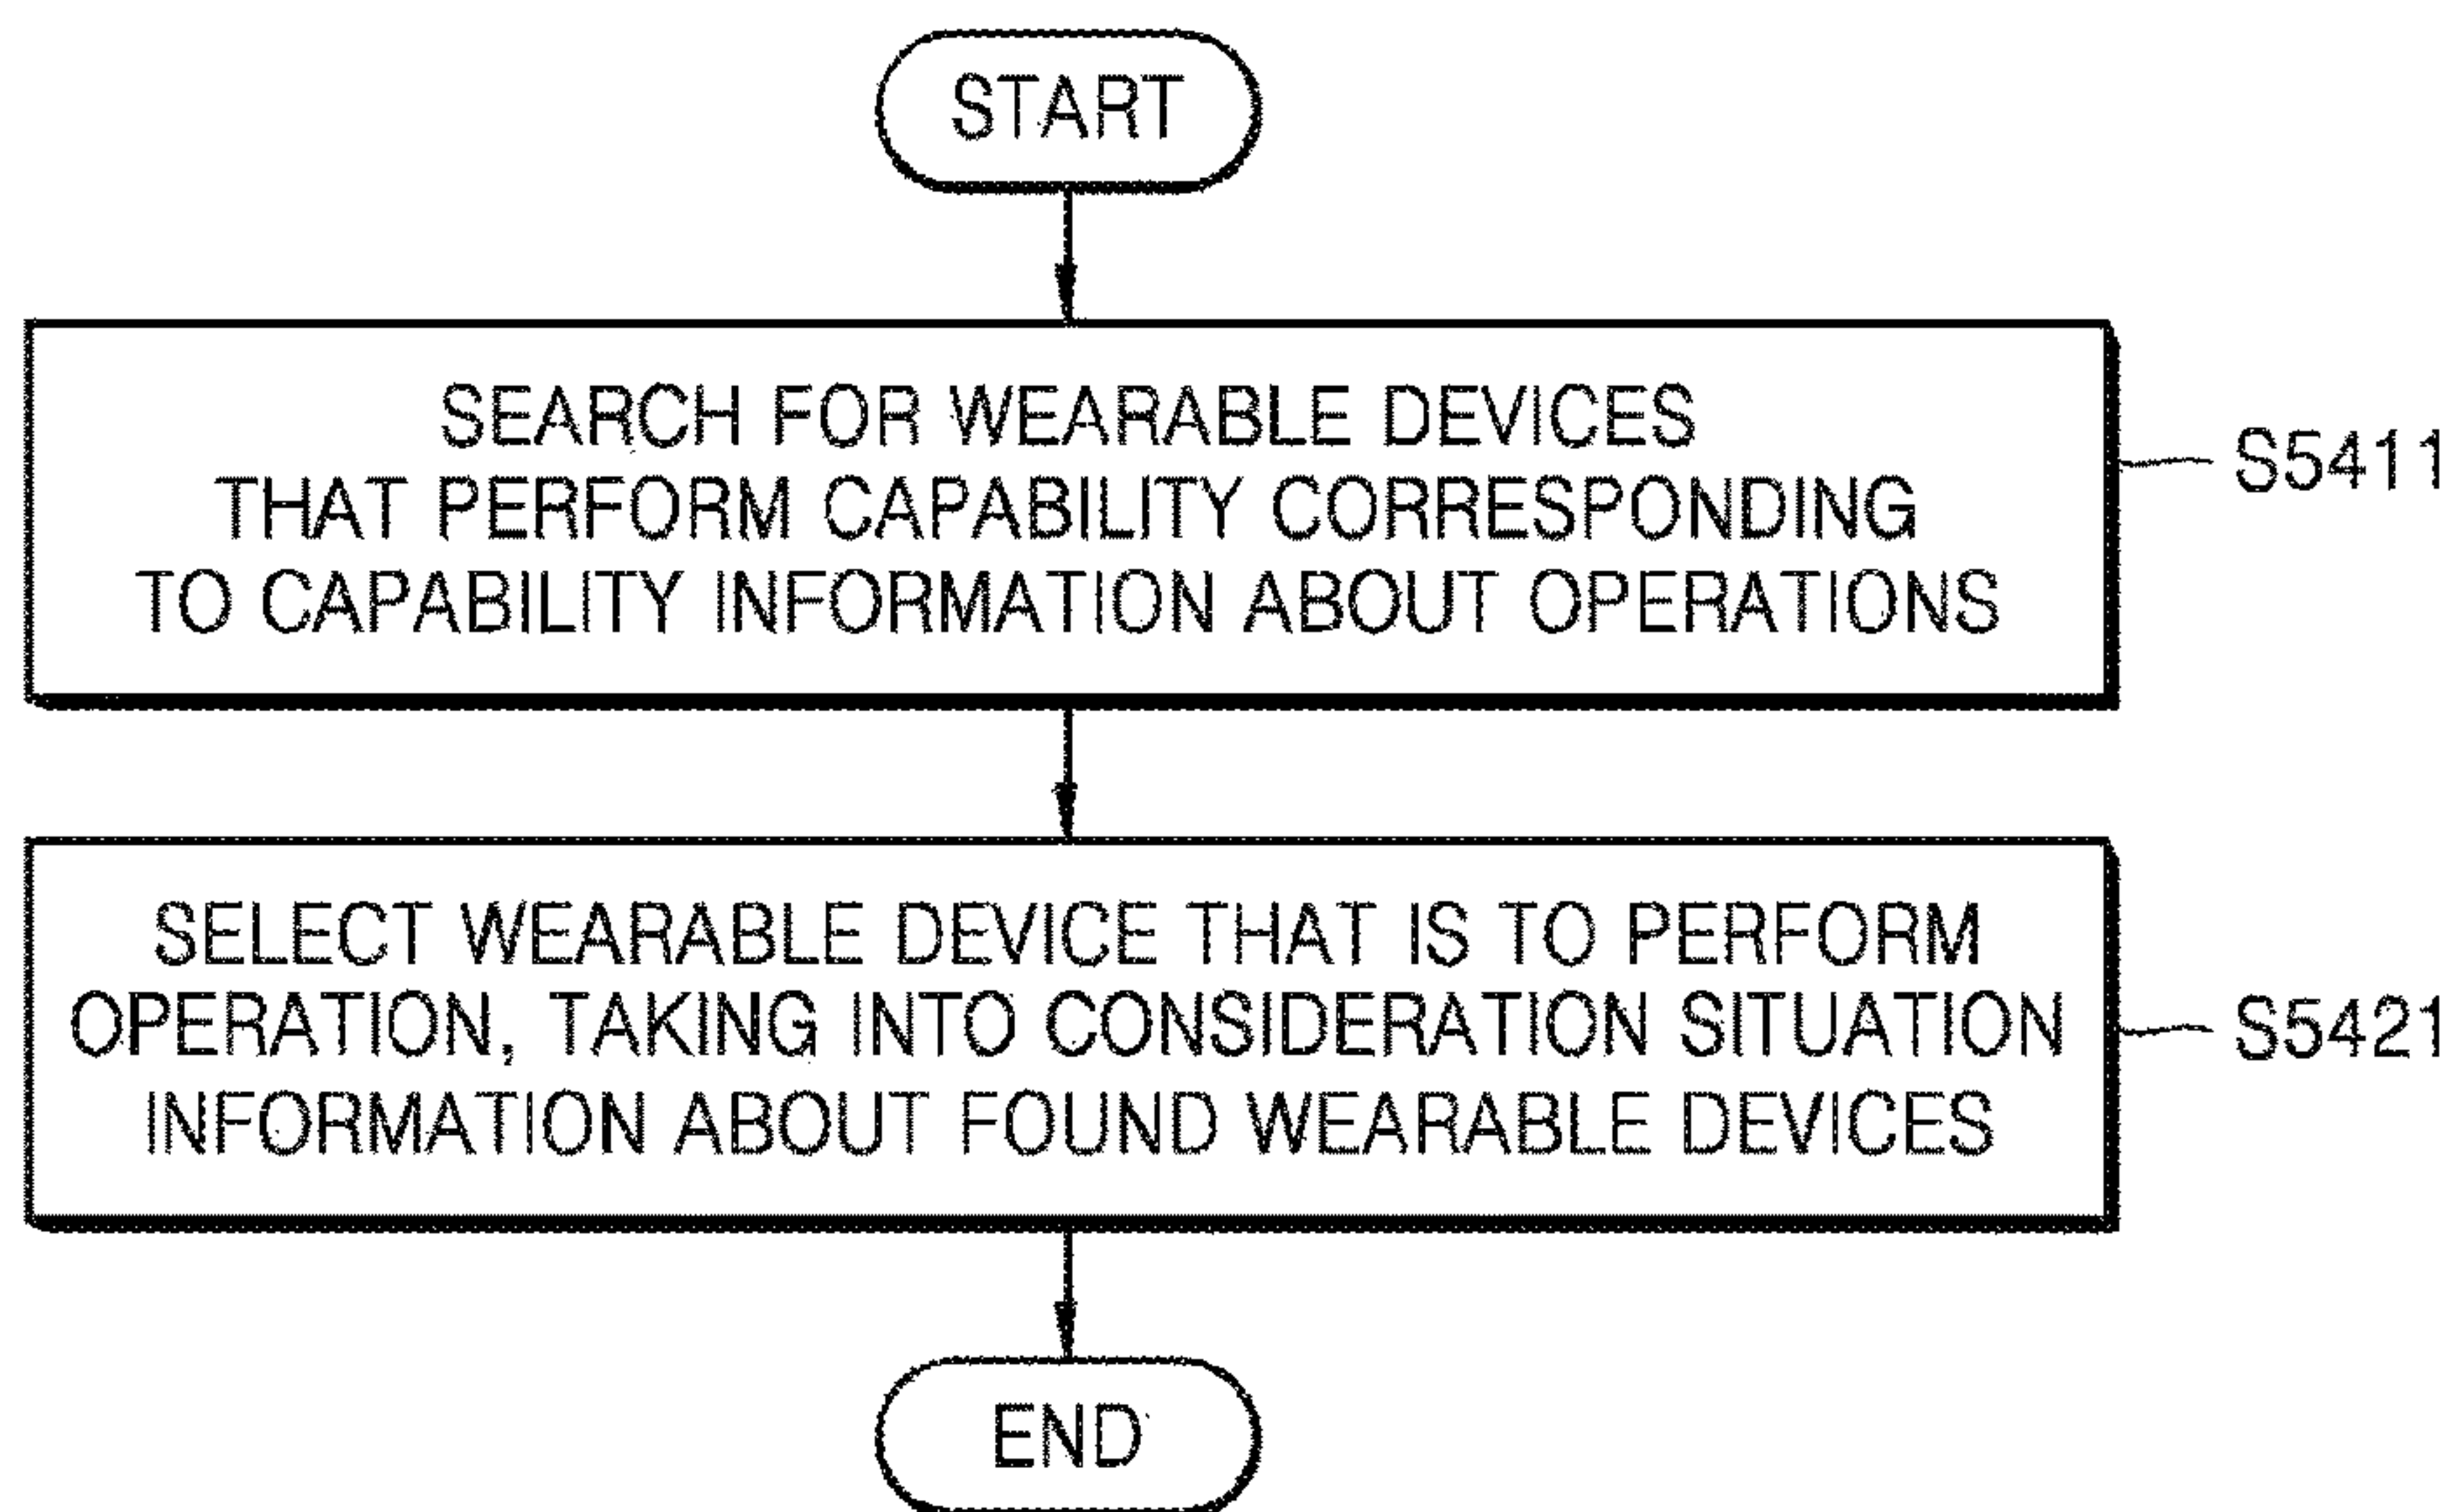 START
SEARCH FOR WEARABLE DEVICES
THAT PERFORM CAPABILITY CORRESPONDING
TO CAPABILITY INFORMATION ABOUT OPERATIONS
S5411
SELECT WEARABLE DEVICE THAT IS TO PERFORM
OPERATION, TAKING INTO CONSIDERATION SITUATION
INFORMATION ABOUT FOUND WEARABLE DEVICES
S5421
END